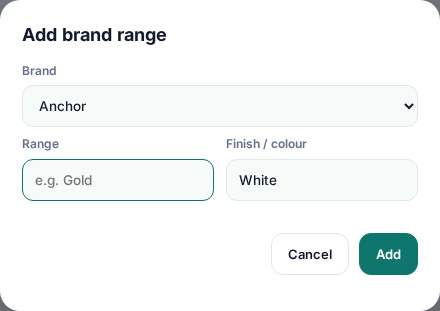 Add brand range
Brand
Anchor
Range
Finish / colour
e.g. Gold
White
Cancel
Add